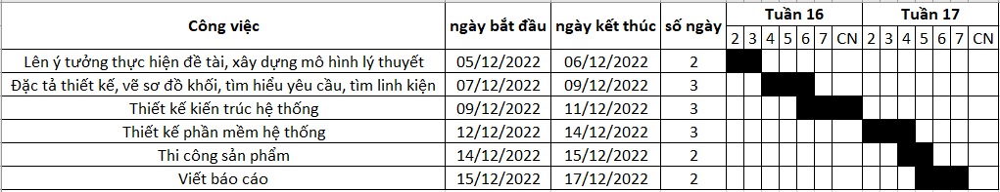 Công việc ngày bắt đầu ngày kết thúc số ngày Tuần 16 Tuần 17
2 3 4 5 6 7 CN 2 3 4 5 6 7 CN
Lên ý tưởng thực hiện đề tài, xây dựng mô hình lý thuyết 05/12/2022 06/12/2022 2
Đặc tả thiết kế, vẽ sơ đồ khối, tìm hiểu yêu cầu, tìm linh kiện 07/12/2022 09/12/2022 3
Thiết kế kiến trúc hệ thống 09/12/2022 11/12/2022 3
Thiết kế phần mềm hệ thống 12/12/2022 14/12/2022 3
Thi công sản phẩm 14/12/2022 15/12/2022 2
Viết báo cáo 15/12/2022 17/12/2022 2